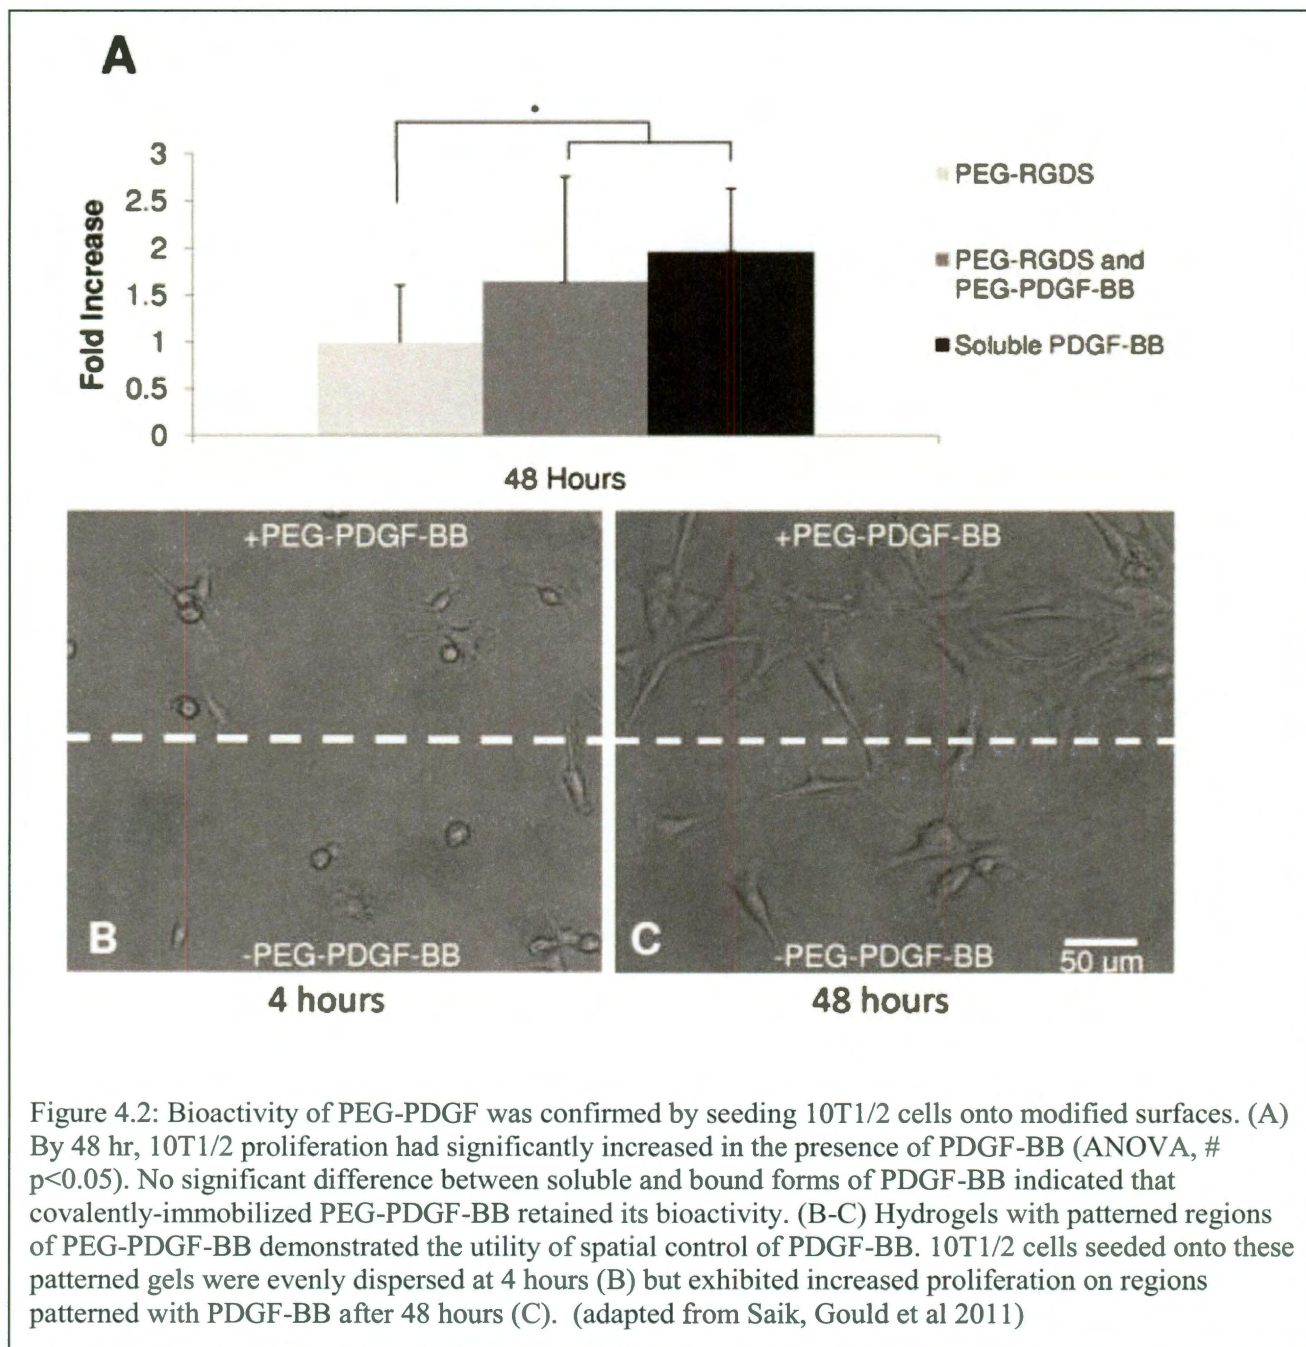 A
3
2.5
2
1.5
1
0.5
0
Fold Increase
48 Hours
PEG-RGDS
PEG-RGDS and
PEG-PDGF-BB
Soluble PDGF-BB
+PEG-PDGF-BB
+PEG-PDGF-BB
B
-PEG-PDGF-BB
C
-PEG-PDGF-BB
50 µm
4 hours
48 hours
Figure 4.2: Bioactivity of PEG-PDGF was confirmed by seeding 10T1/2 cells onto modified surfaces. (A)
By 48 hr, 10T1/2 proliferation had significantly increased in the presence of PDGF-BB (ANOVA, #
p<0.05). No significant difference between soluble and bound forms of PDGF-BB indicated that
covalently-immobilized PEG-PDGF-BB retained its bioactivity. (B-C) Hydrogels with patterned regions
of PEG-PDGF-BB demonstrated the utility of spatial control of PDGF-BB. 10T1/2 cells seeded onto these
patterned gels were evenly dispersed at 4 hours (B) but exhibited increased proliferation on regions
patterned with PDGF-BB after 48 hours (C). (adapted from Saik, Gould et al 2011)